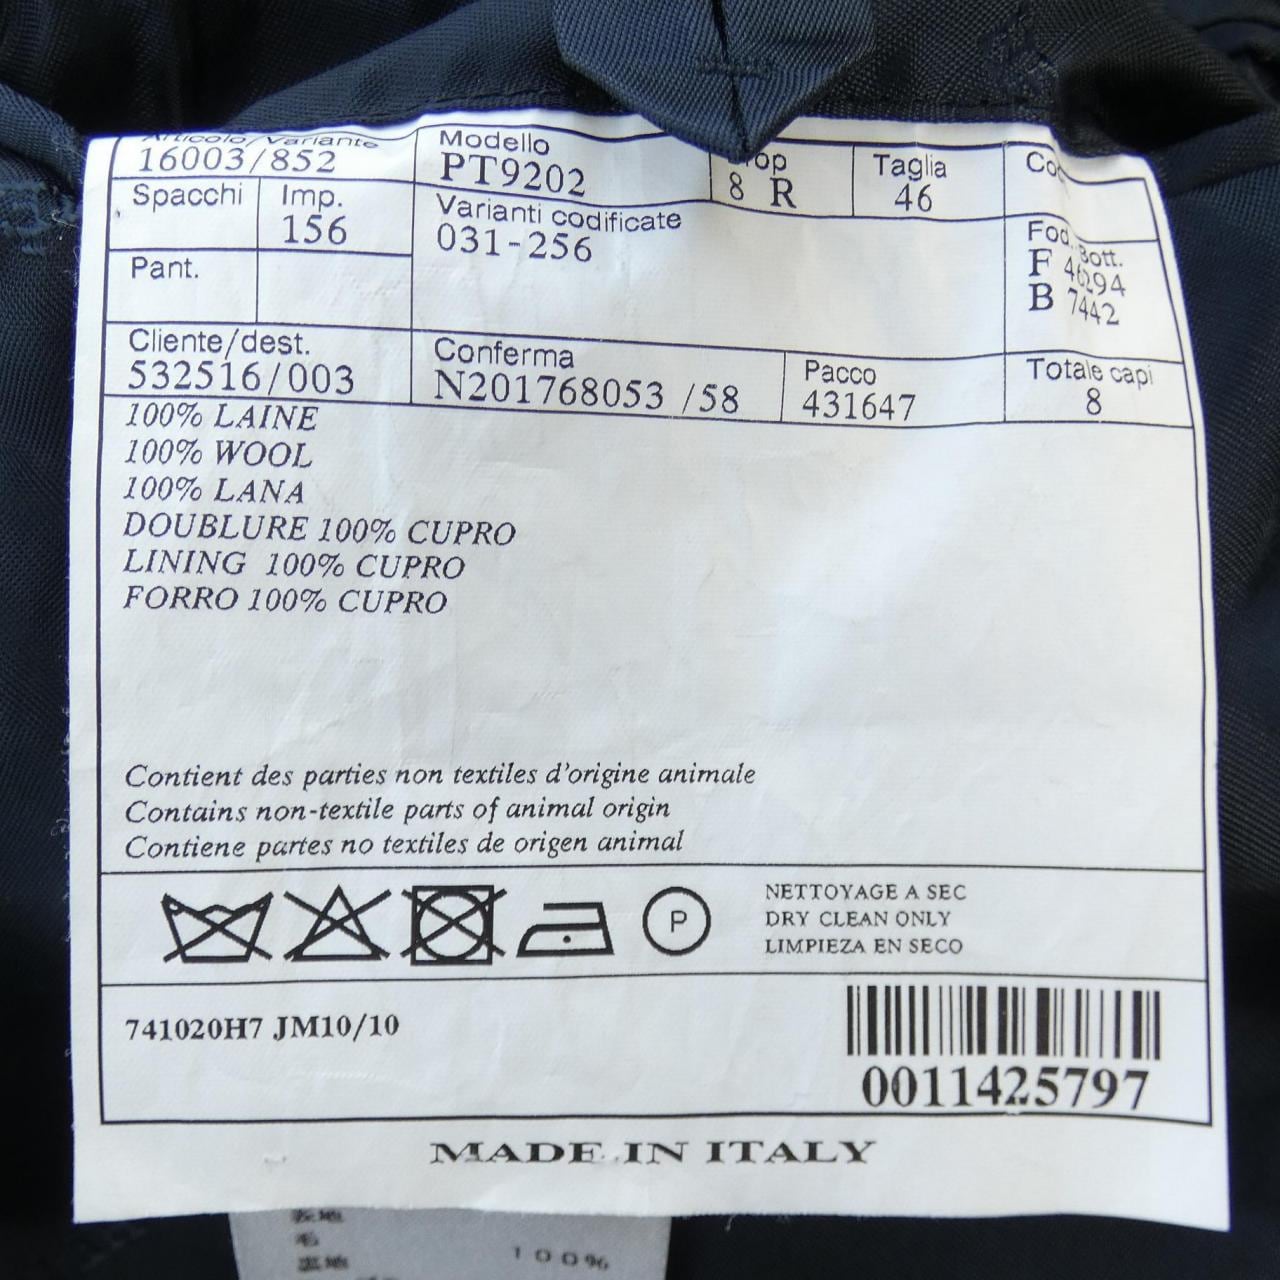 Articolo/Variante
16003/852
Modello
PT9202
8 R
Taglia
46
Spacchi
Imp.
156
Varianti codificate
031-256
Fod. Bott.
F 46294
B 7442
Pant.
Cliente/dest.
532516/003
Conferma
N201768053 /58
Pacco
431647
Totale capi
8
100% LAINE
100% WOOL
100% LANA
DOUBLURE 100% CUPRO
LINING 100% CUPRO
FORRO 100% CUPRO
Contient des parties non textiles d'origine animale
Contains non-textile parts of animal origin
Contiene partes no textiles de origen animal
P
NETTOYAGE A SEC
DRY CLEAN ONLY
LIMPIEZA EN SECO
741020H7 JM10/10
0011425797
MADE IN ITALY
毛
100%